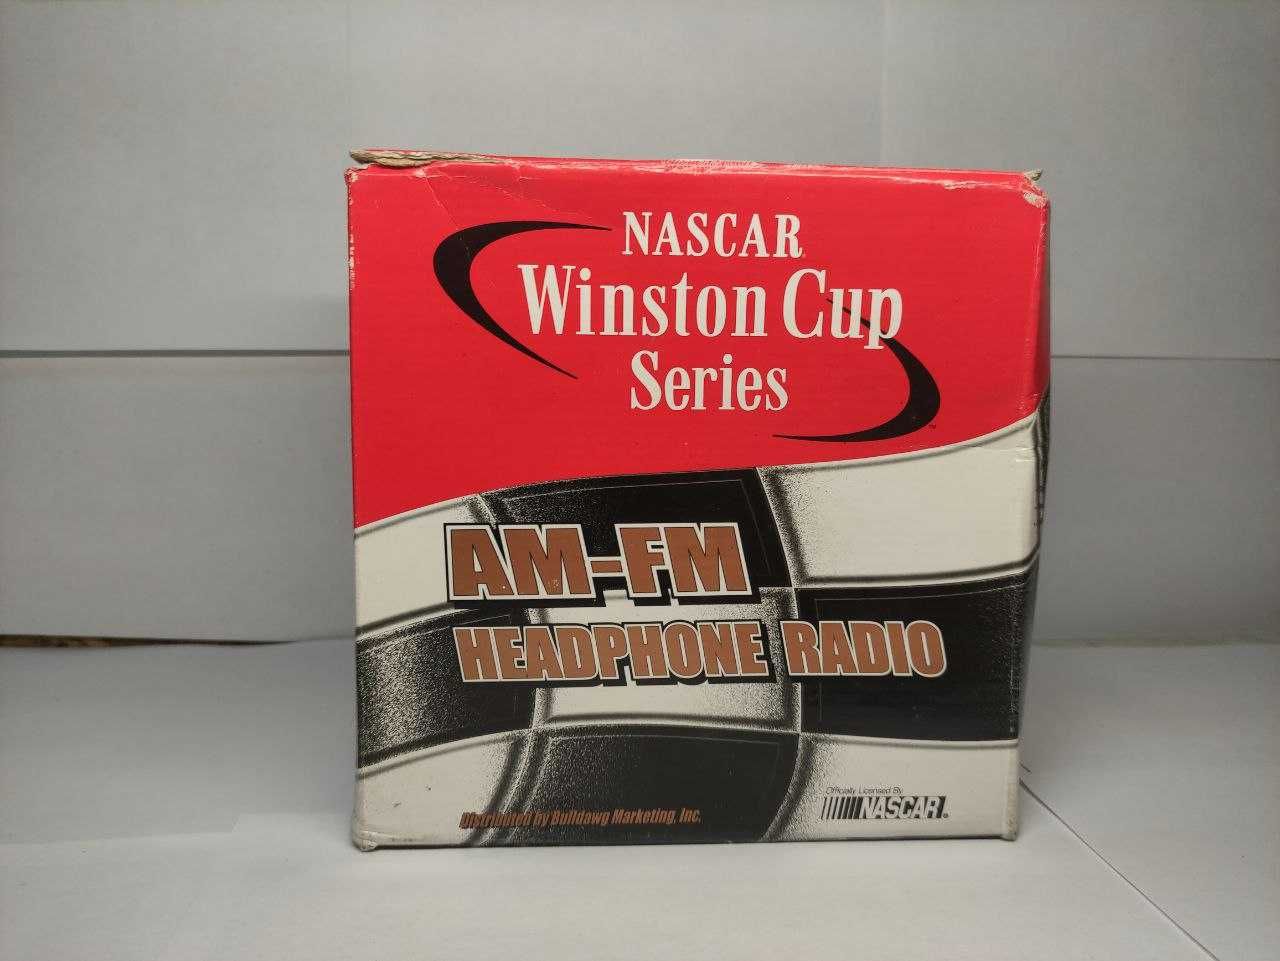 NASCAR
Winston Cup
Series
AM-FM
HEADPHONE RADIO
Officially Licensed By
NASCAR
Distributed by Bulldawg Marketing, Inc.